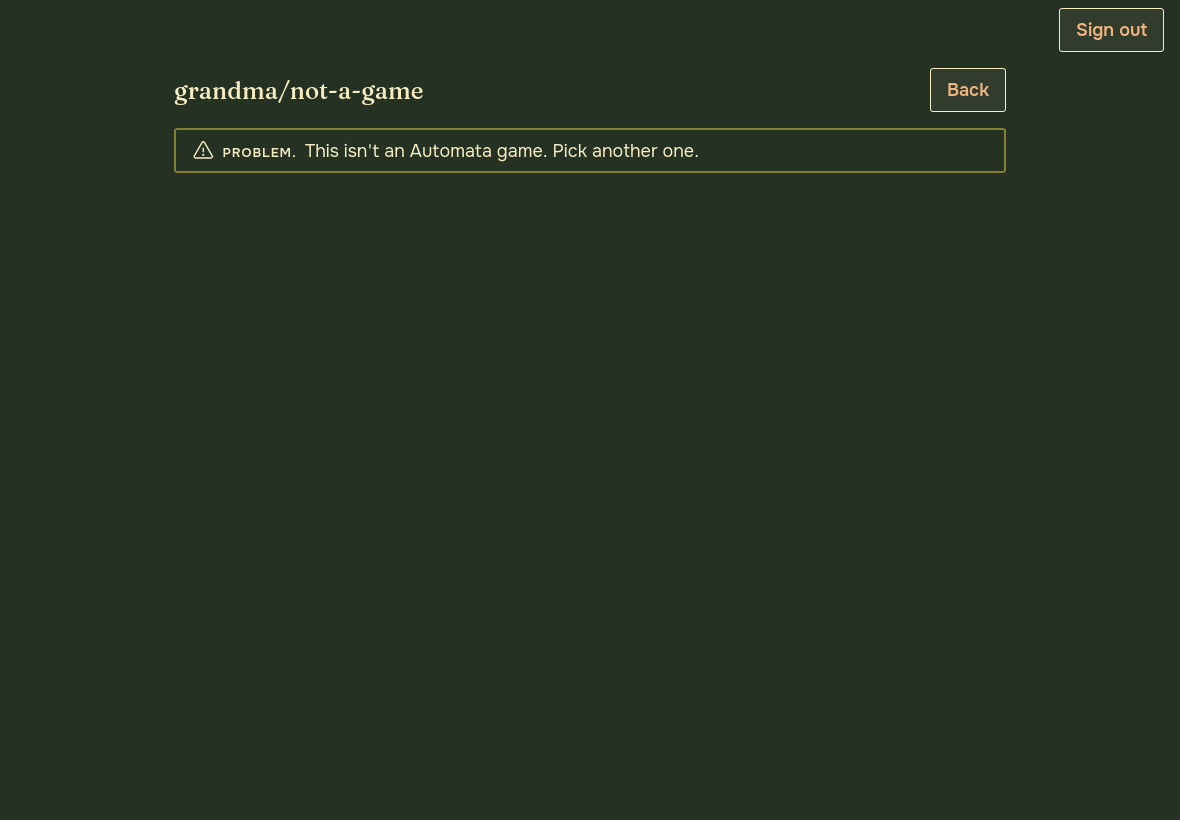 Sign out
grandma/not-a-game
Back
PROBLEM. This isn't an Automata game. Pick another one.